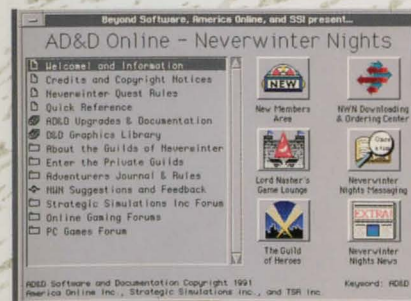 Beyond Software, America Online, and SSI present...
AD&D Online - Neverwinter Nights
Welcome! and Information
Credits and Copyright Notices
Neverwinter Quest Rules
Quick Reference
AD&D Upgrades & Documentation
D&D Graphics Library
About the Guilds of Neverwinter
Enter the Private Guilds
Adventurers Journal & Rules
NWN Suggestions and Feedback
Strategic Simulations Inc Forum
Online Gaming Forums
PC Games Forum
NEW
New Members
Area
NWN Downloading
& Ordering Center
Lord Nasher's
Game Lounge
Neverwinter
Nights Messaging
The Guild
of Heroes
EXTRA!
Neverwinter
Nights News
AD&D Software and Documentation Copyright 1991
America Online Inc., Strategic Simulations Inc., and TSR Inc.
Keyword: AD&D